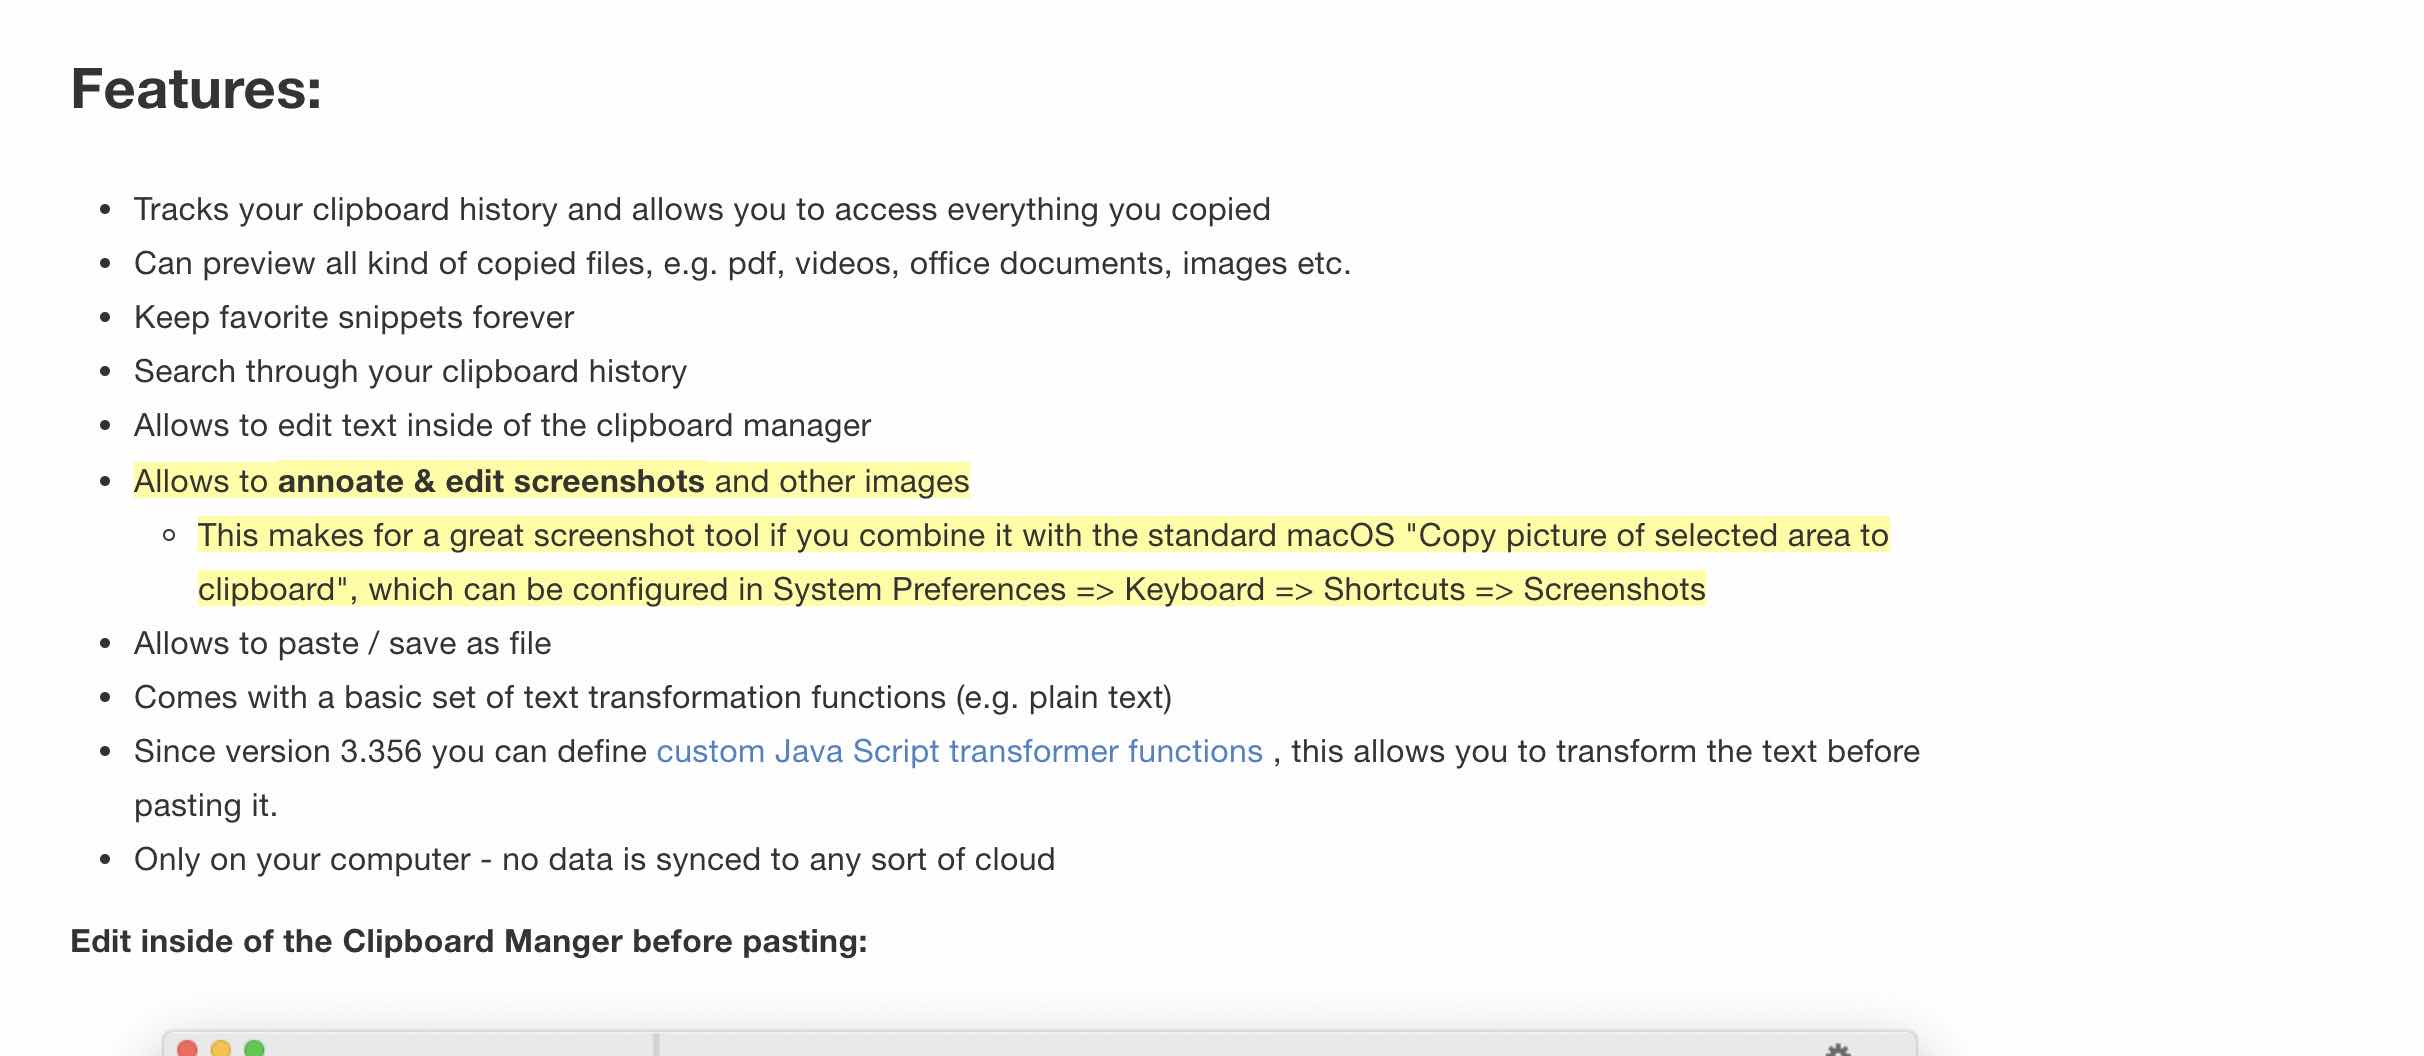 Features:
Tracks your clipboard history and allows you to access everything you copied
Can preview all kind of copied files, e.g. pdf, videos, office documents, images etc.
Keep favorite snippets forever
Search through your clipboard history
Allows to edit text inside of the clipboard manager
Allows to annoate & edit screenshots and other images
This makes for a great screenshot tool if you combine it with the standard macOS "Copy picture of selected area to
clipboard", which can be configured in System Preferences => Keyboard => Shortcuts => Screenshots
Allows to paste / save as file
Comes with a basic set of text transformation functions (e.g. plain text)
Since version 3.356 you can define custom Java Script transformer functions , this allows you to transform the text before
pasting it.
Only on your computer - no data is synced to any sort of cloud
Edit inside of the Clipboard Manger before pasting: